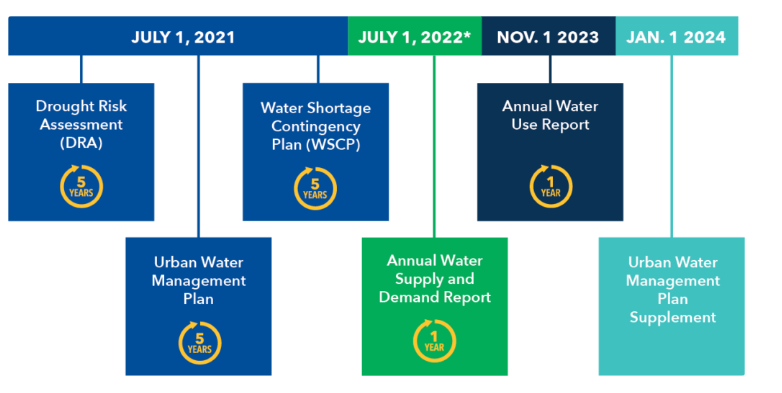 JULY 1, 2021
JULY 1, 2022*
NOV. 1 2023
JAN. 1 2024
Drought Risk
Assessment
(DRA)
5
YEARS
Urban Water
Management
Plan
5
YEARS
Water Shortage
Contingency
Plan (WSCP)
5
YEARS
Annual Water
Supply and
Demand Report
1
YEAR
Annual Water
Use Report
1
YEAR
Urban Water
Management
Plan
Supplement